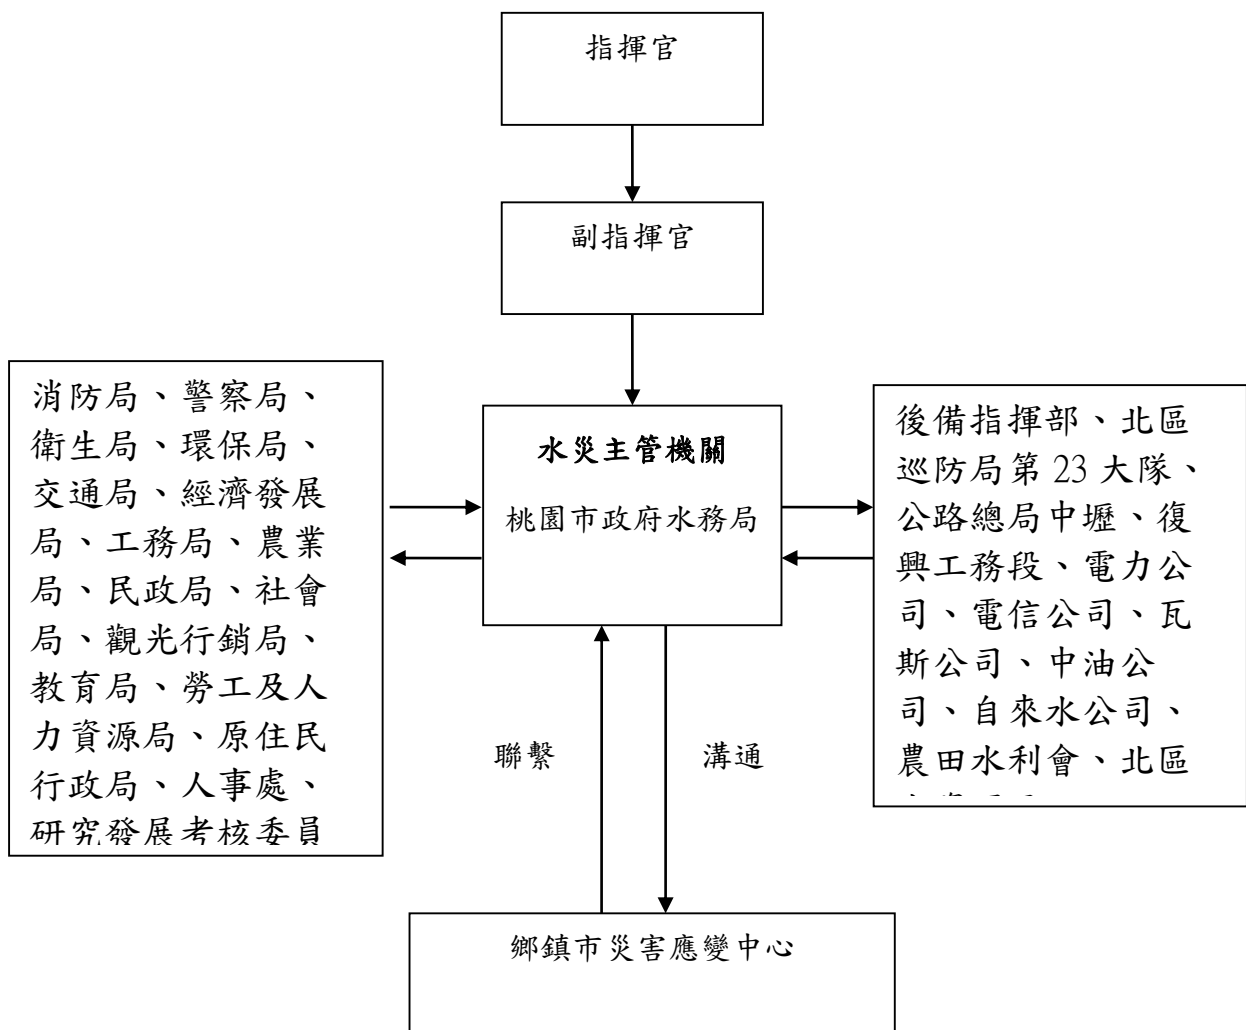 指揮官
副指揮官
消防局、警察局、
衛生局、環保局、
交通局、經濟發展
局、工務局、農業
局、民政局、社會
局、觀光行銷局、
教育局、勞工及人
力資源局、原住民
行政局、人事處、
研究發展考核委員
水災主管機關
桃園市政府水務局
後備指揮部、北區
巡防局第 23 大隊、
公路總局中壢、復
興工務段、電力公
司、電信公司、瓦
斯公司、中油公
司、自來水公司、
農田水利會、北區
聯繫
溝通
鄉鎮市災害應變中心